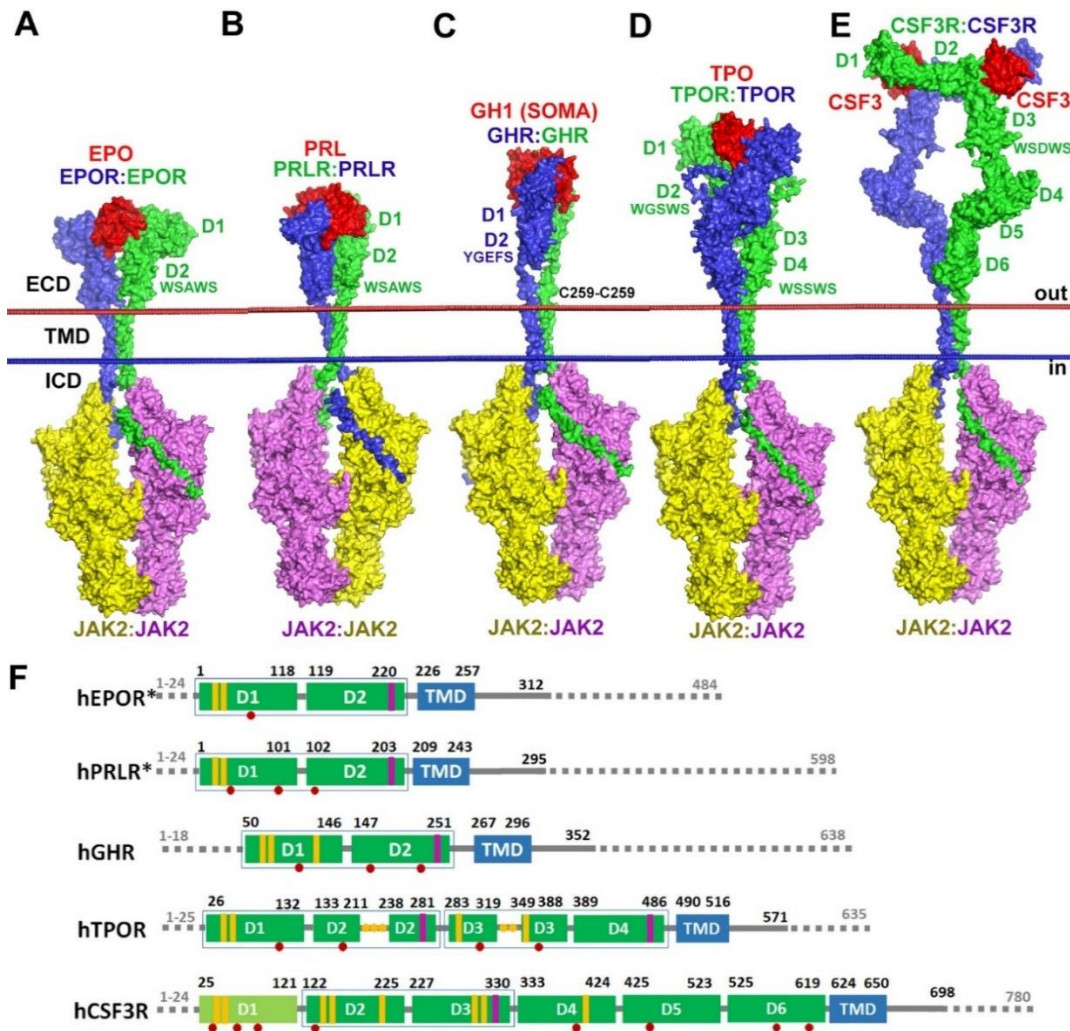 A
EPO
EPOR:EPOR
D1
D2
WSAWS
ECD
TMD
ICD
JAK2:JAK2
B
PRL
PRLR:PRLR
D1
D2
WSAWS
JAK2:JAK2
C
GH1 (SOMA)
GHR:GHR
D1
D2
YGEFS
C259-C259
JAK2:JAK2
D
TPO
TPOR:TPOR
D1
D2
WGSWS
D3
D4
WSSWS
JAK2:JAK2
E
CSF3R:CSF3R
D1
D2
CSF3
CSF3
D3
WSDWS
D4
D5
D6
out
in
JAK2:JAK2
F
1-24 1 118 119 220 226 257 312 484
hEPOR* D1 D2 TMD
1-24 1 101 102 203 209 243 295 598
hPRLR* D1 D2 TMD
1-18 50 146 147 251 267 296 352 638
hGHR D1 D2 TMD
1-25 26 132 133 211 238 281 283 319 349 388 389 486 490 516 571 635
hTPOR D1 D2 D2 D3 D3 D4 TMD
1-24 25 121 122 225 227 330 333 424 425 523 525 619 624 650 698 780
hCSF3R D1 D2 D3 D4 D5 D6 TMD